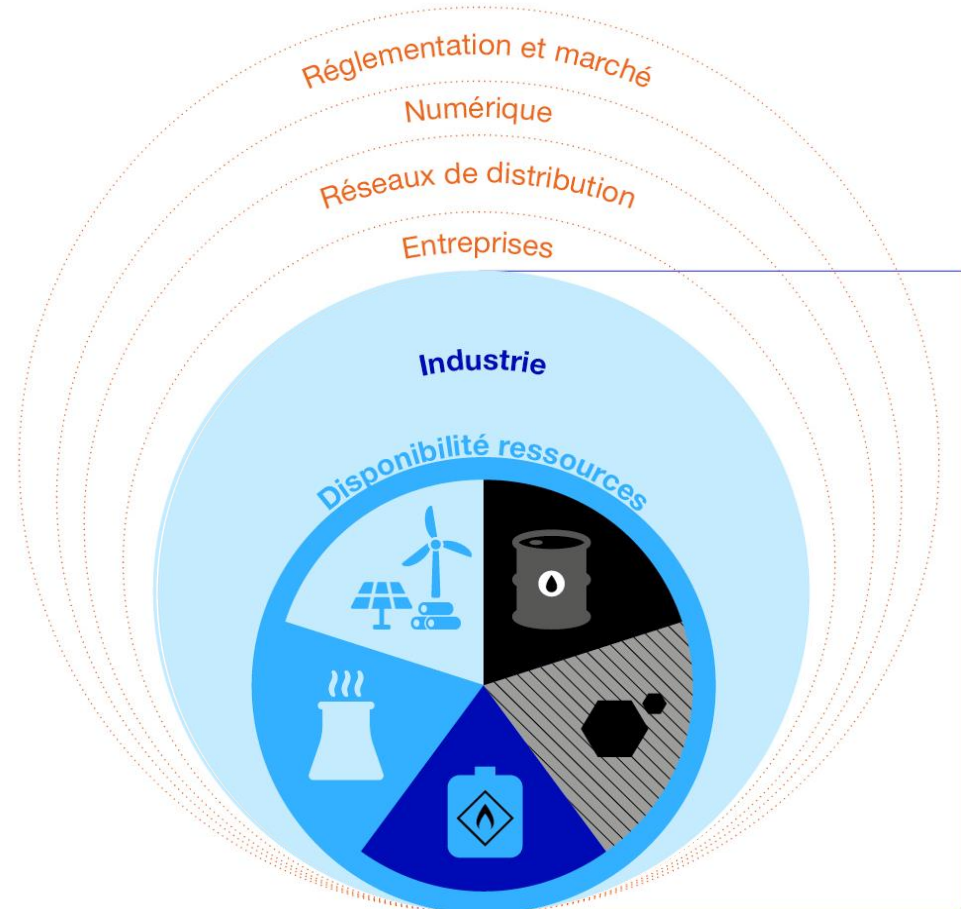 Réglementation et marché
Numérique
Réseaux de distribution
Entreprises
Industrie
Disponibilité ressources